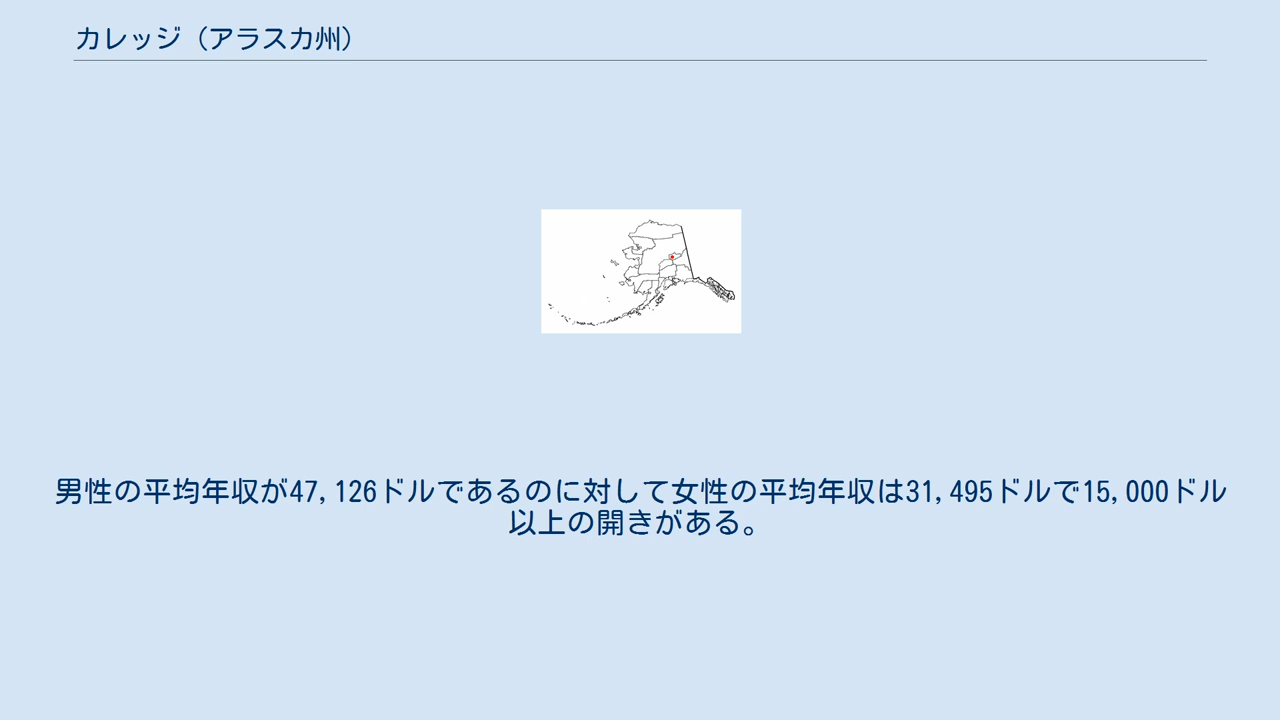 カレッジ（アラスカ州）
男性の平均年収が47,126ドルであるのに対して女性の平均年収は31,495ドルで15,000ドル
以上の開きがある。